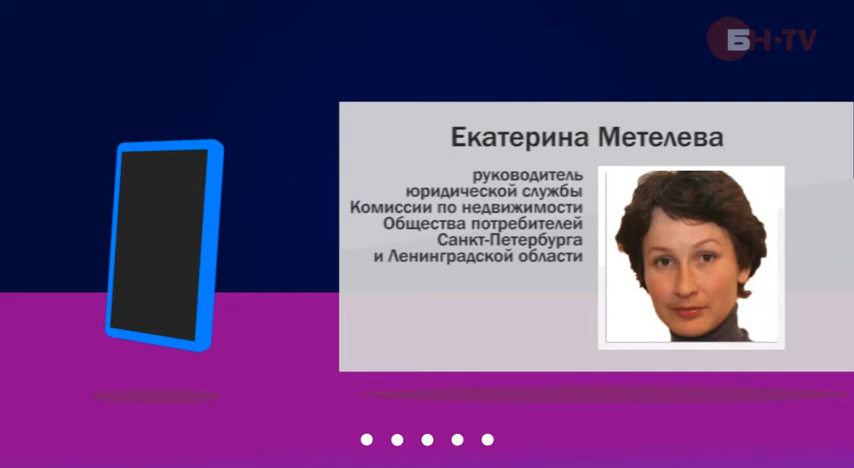 БН·TV
Екатерина Метелева
руководитель
юридической службы
Комиссии по недвижимости
Общества потребителей
Санкт-Петербурга
и Ленинградской области